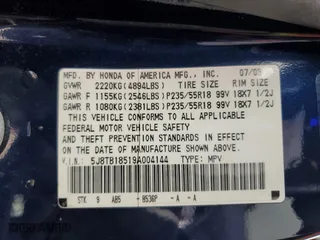 MFD. BY HONDA OF AMERICA MFG., INC. 07/09
GVWR 2220KG(4894LBS) TIRE SIZE RIM SIZE
GAWR F 1155KG(2546LBS)P235/55R18 99V 18X7 1/2J
GAWR R 1080KG(2381LBS)P235/55R18 99V 18X7 1/2J
THIS VEHICLE CONFORMS TO ALL APPLICABLE
FEDERAL MOTOR VEHICLE SAFETY
AND THEFT PREVENTION STANDARDS IN EFFECT
ON THE DATE OF MANUFACTURE SHOWN ABOVE.
V.I.N.: 5J8TB18519A004144 TYPE: MPV
STK 9 AB5 - B536P - A - A